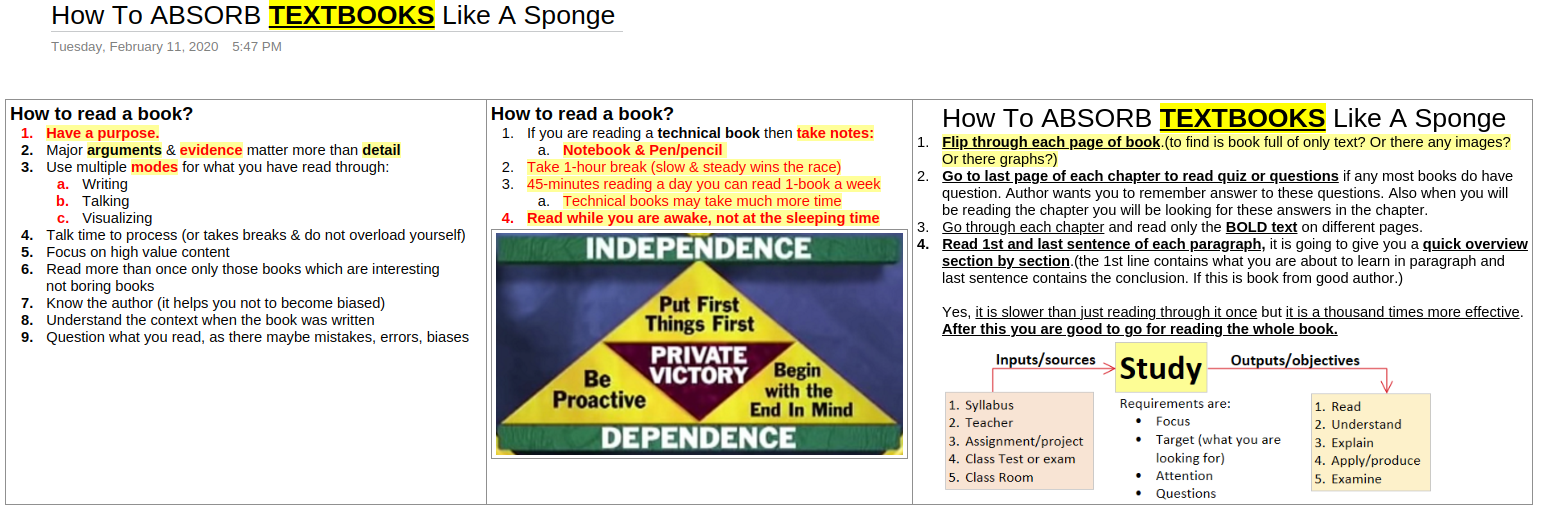 How To ABSORB TEXTBOOKS Like A Sponge
Tuesday, February 11, 2020 5:47 PM
How to read a book?
1. Have a purpose.
2. Major arguments & evidence matter more than detail
3. Use multiple modes for what you have read through:
a. Writing
b. Talking
c. Visualizing
4. Talk time to process (or takes breaks & do not overload yourself)
5. Focus on high value content
6. Read more than once only those books which are interesting
not boring books
7. Know the author (it helps you not to become biased)
8. Understand the context when the book was written
9. Question what you read, as there maybe mistakes, errors, biases
How to read a book?
1. If you are reading a technical book then take notes:
a. Notebook & Pen/pencil
2. Take 1-hour break (slow & steady wins the race)
3. 45-minutes reading a day you can read 1-book a week
a. Technical books may take much more time
4. Read while you are awake, not at the sleeping time
INDEPENDENCE
Put First
Things First
PRIVATE
VICTORY
Be
Proactive
Begin
with the
End In Mind
DEPENDENCE
How To ABSORB TEXTBOOKS Like A Sponge
1. Flip through each page of book.(to find is book full of only text? Or there any images?
Or there graphs?)
2. Go to last page of each chapter to read quiz or questions if any most books do have
question. Author wants you to remember answer to these questions. Also when you will
be reading the chapter you will be looking for these answers in the chapter.
3. Go through each chapter and read only the BOLD text on different pages.
4. Read 1st and last sentence of each paragraph, it is going to give you a quick overview
section by section.(the 1st line contains what you are about to learn in paragraph and
last sentence contains the conclusion. If this is book from good author.)
Yes, it is slower than just reading through it once but it is a thousand times more effective.
After this you are good to go for reading the whole book.
Inputs/sources
Study
Outputs/objectives
1. Syllabus
2. Teacher
3. Assignment/project
4. Class Test or exam
5. Class Room
Requirements are:
• Focus
• Target (what you are
looking for)
• Attention
• Questions
1. Read
2. Understand
3. Explain
4. Apply/produce
5. Examine